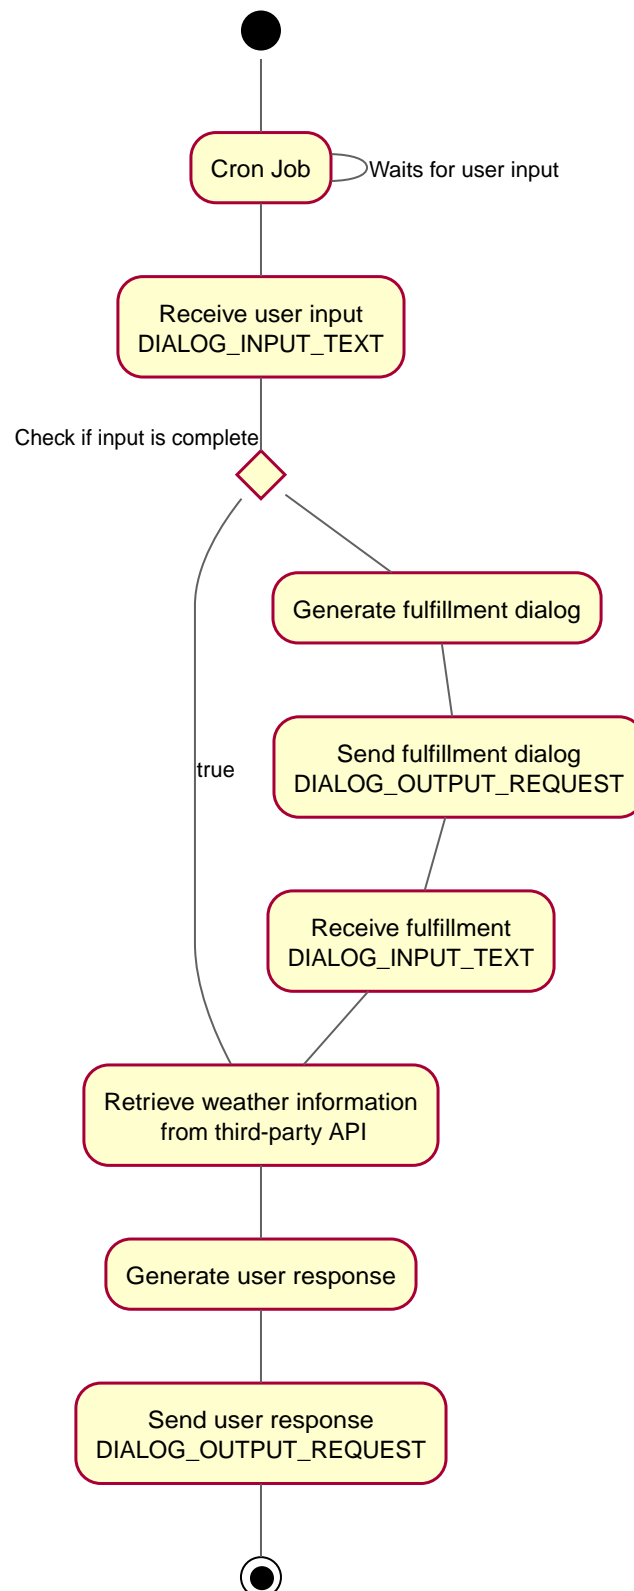 Cron Job
Waits for user input
Receive user input
DIALOG_INPUT_TEXT
Check if input is complete
Generate fulfillment dialog
Send fulfillment dialog
DIALOG_OUTPUT_REQUEST
true
Receive fulfillment
DIALOG_INPUT_TEXT
Retrieve weather information
from third-party API
Generate user response
Send user response
DIALOG_OUTPUT_REQUEST